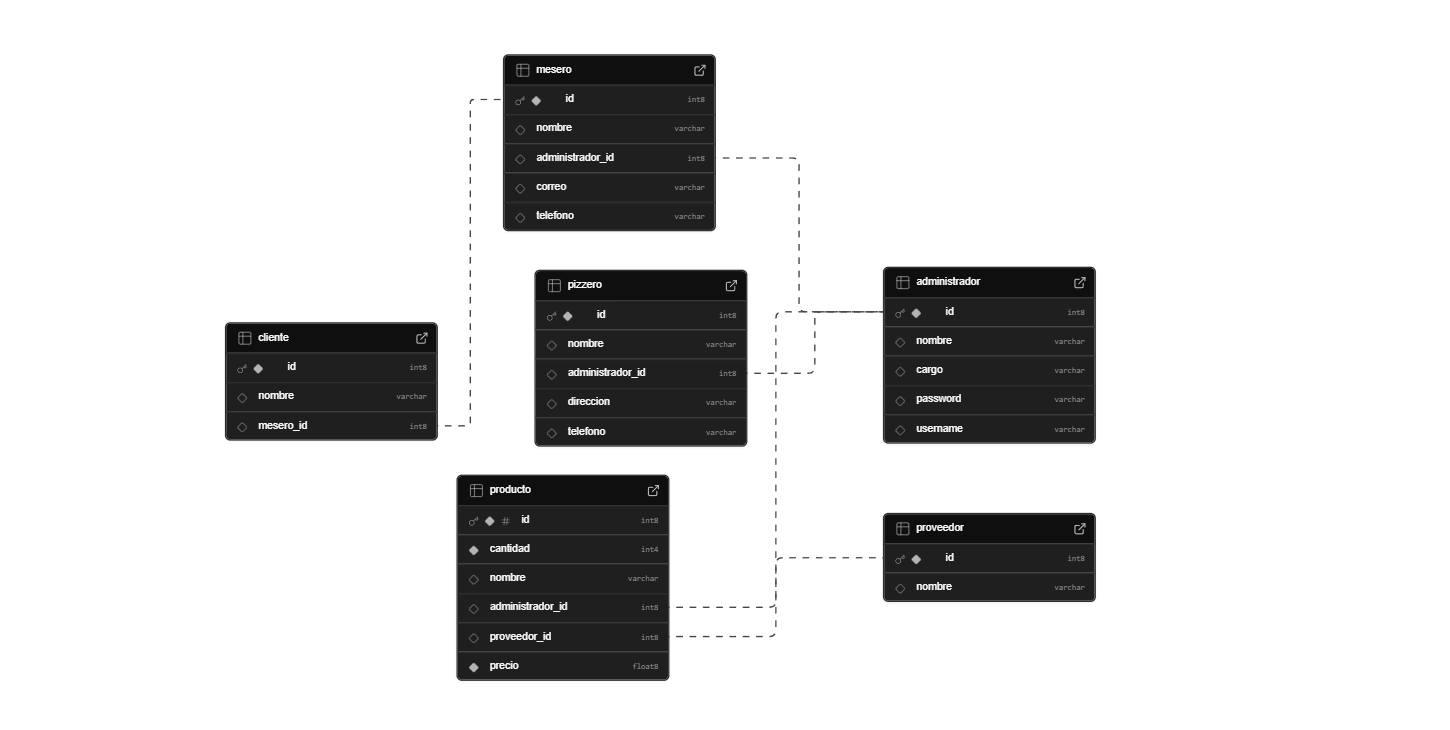 mesero
id int8
nombre varchar
administrador_id int8
correo varchar
telefono varchar
pizzero
id int8
nombre varchar
administrador_id int8
direccion varchar
telefono varchar
administrador
id int8
nombre varchar
cargo varchar
password varchar
username varchar
cliente
id int8
nombre varchar
mesero_id int8
producto
# id int8
cantidad int4
nombre varchar
administrador_id int8
proveedor_id int8
precio float8
proveedor
id int8
nombre varchar